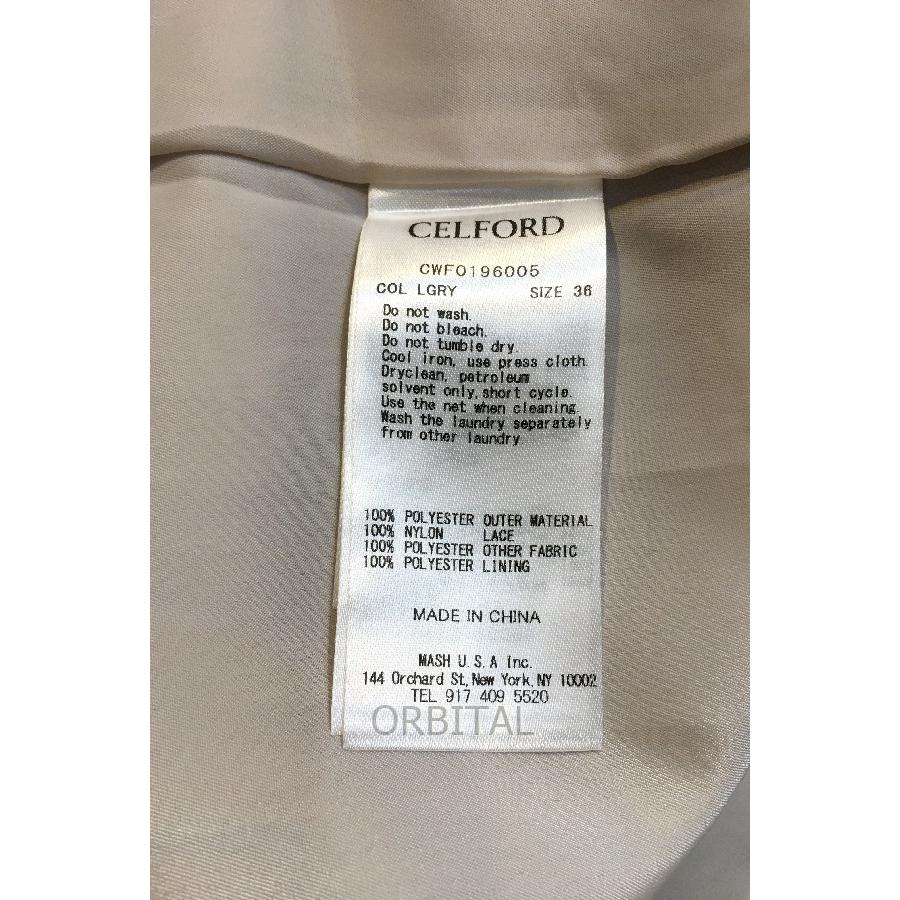 CELFORD
CWF0196005
COL LGRY SIZE 36
Do not wash.
Do not bleach.
Do not tumble dry.
Cool iron, use press cloth.
Dryclean, petroleum
solvent only, short cycle.
Use the net when cleaning.
Wash the laundry separately
from other laundry
100% POLYESTER OUTER MATERIAL
100% NYLON LACE
100% POLYESTER OTHER FABRIC
100% POLYESTER LINING
MADE IN CHINA
MASH U.S.A Inc.
144 Orchard St, New York, NY 10002
TEL 917 409 5520
ORBITAL